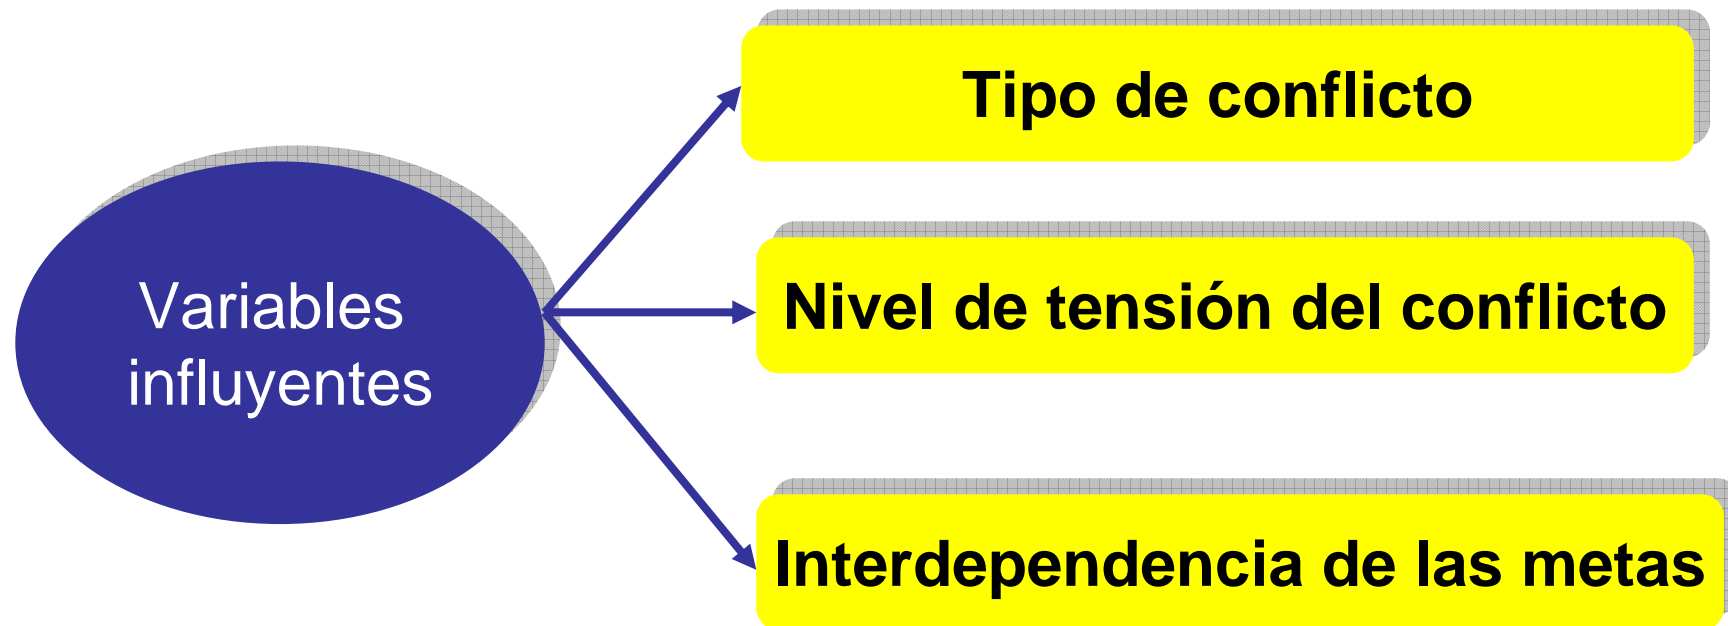 Tipo de conflicto
Nivel de tensión del conflicto
Variables
influyentes
Interdependencia de las metas